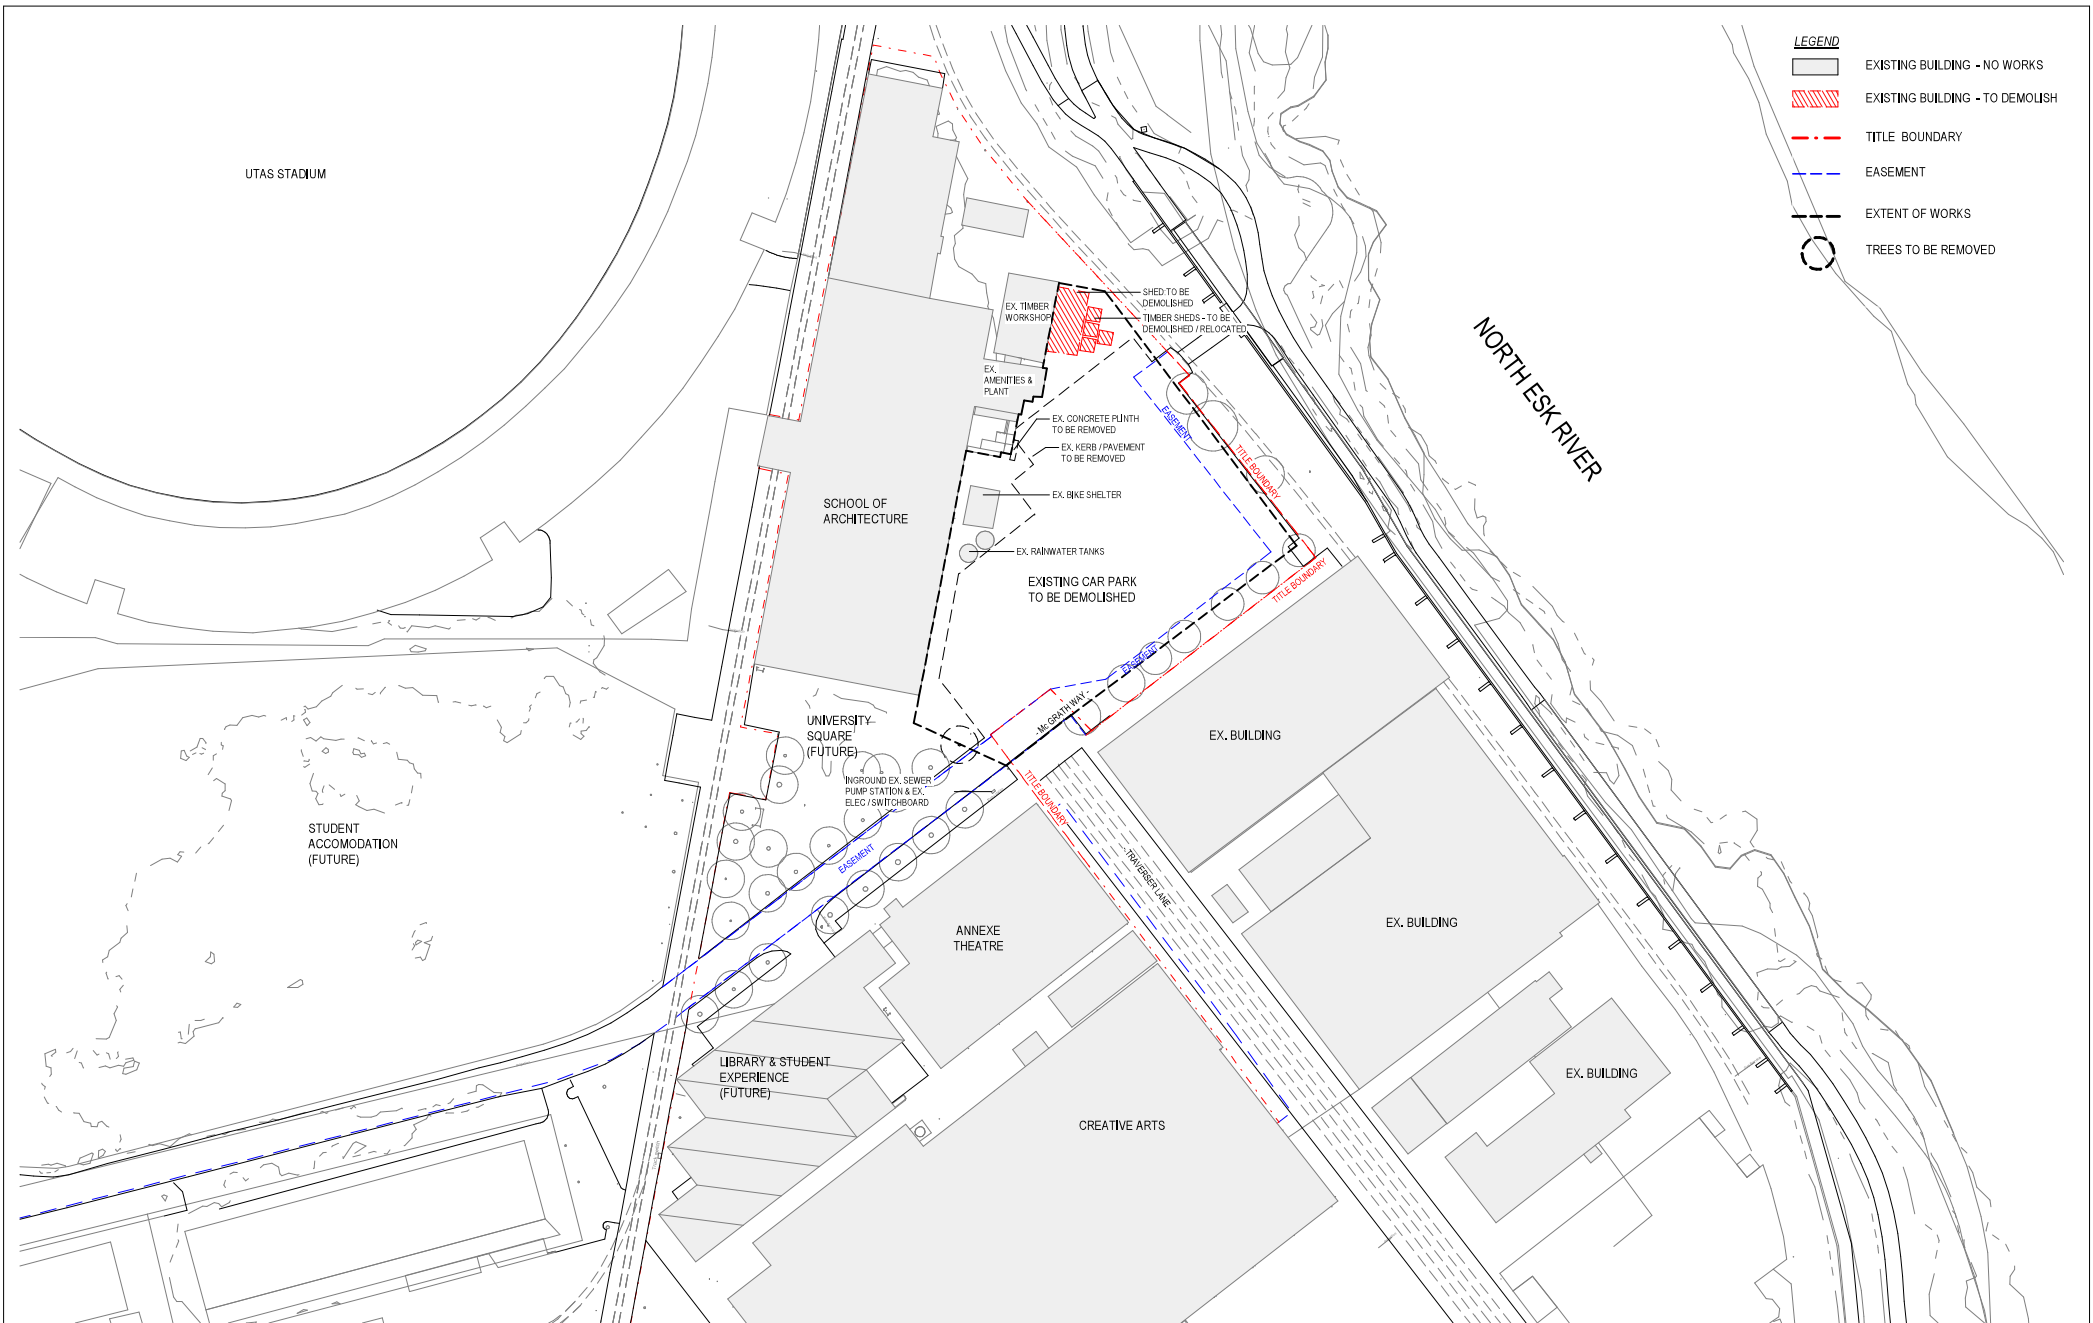 LEGEND
EXISTING BUILDING - NO WORKS
EXISTING BUILDING - TO DEMOLISH
TITLE BOUNDARY
EASEMENT
EXTENT OF WORKS
TREES TO BE REMOVED
UTAS STADIUM
NORTH ESK RIVER
EX. TIMBER
WORKSHOP
SHED TO BE
DEMOLISHED
TIMBER SHEDS - TO BE
DEMOLISHED / RELOCATED
EX.
AMENITIES &
PLANT
EX. CONCRETE PLINTH
TO BE REMOVED
EX. KERB / PAVEMENT
TO BE REMOVED
EX. BIKE SHELTER
EX. RAINWATER TANKS
EASEMENT
TITLE BOUNDARY
SCHOOL OF
ARCHITECTURE
EXISTING CAR PARK
TO BE DEMOLISHED
TITLE BOUNDARY
EASEMENT
- Mc GRATH WAY -
UNIVERSITY
SQUARE
(FUTURE)
INGROUND EX. SEWER
PUMP STATION & EX.
ELEC / SWITCHBOARD
TITLE BOUNDARY
EX. BUILDING
STUDENT
ACCOMODATION
(FUTURE)
EASEMENT
- TRAVERSER LANE
ANNEXE
THEATRE
EX. BUILDING
LIBRARY & STUDENT
EXPERIENCE
(FUTURE)
EX. BUILDING
CREATIVE ARTS